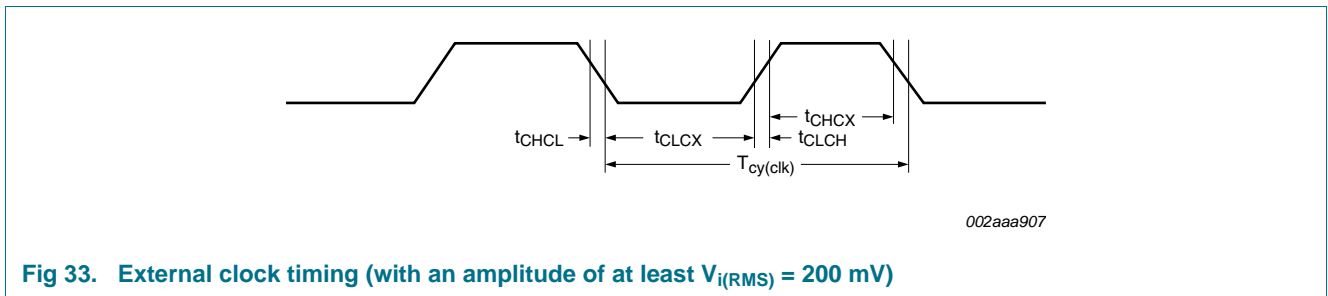 tCHCX
tCHCL
tCLCX
tCLCH
Tcy(clk)
002aaa907
Fig 33. External clock timing (with an amplitude of at least Vi(RMS) = 200 mV)